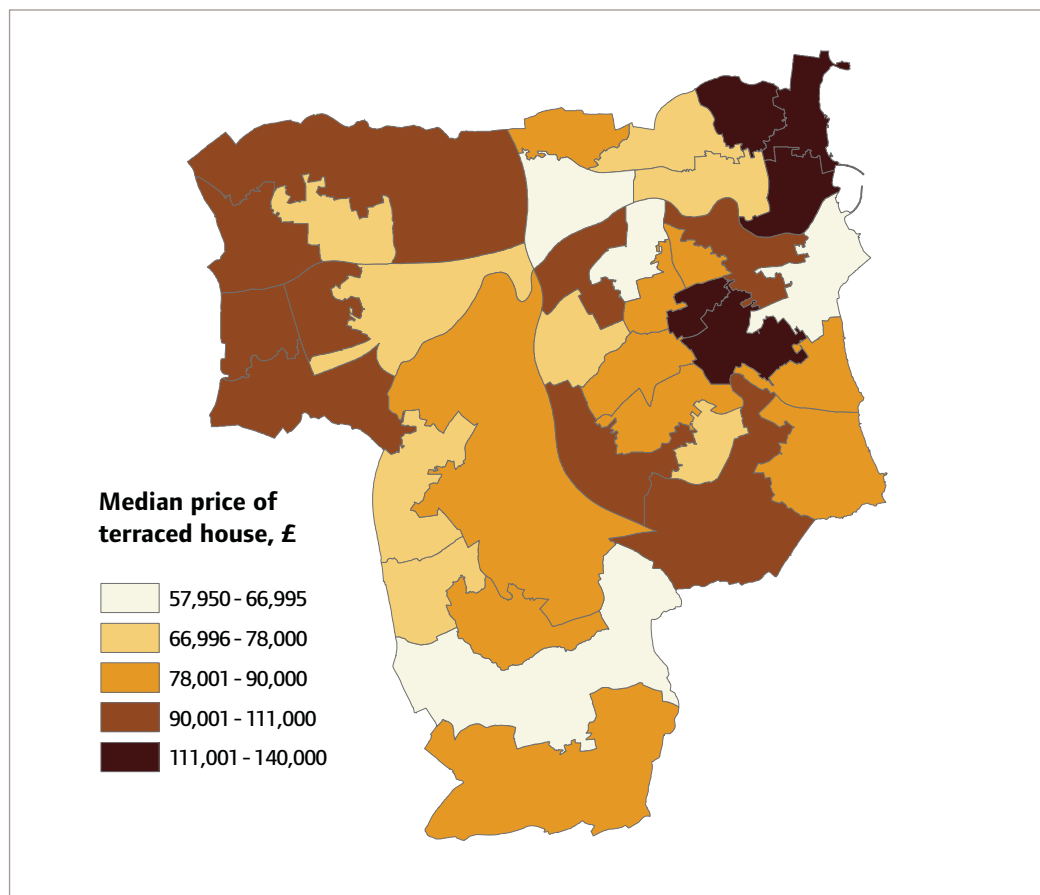 Median price of
terraced house, £
57,950 - 66,995
66,996 - 78,000
78,001 - 90,000
90,001 - 111,000
111,001 - 140,000